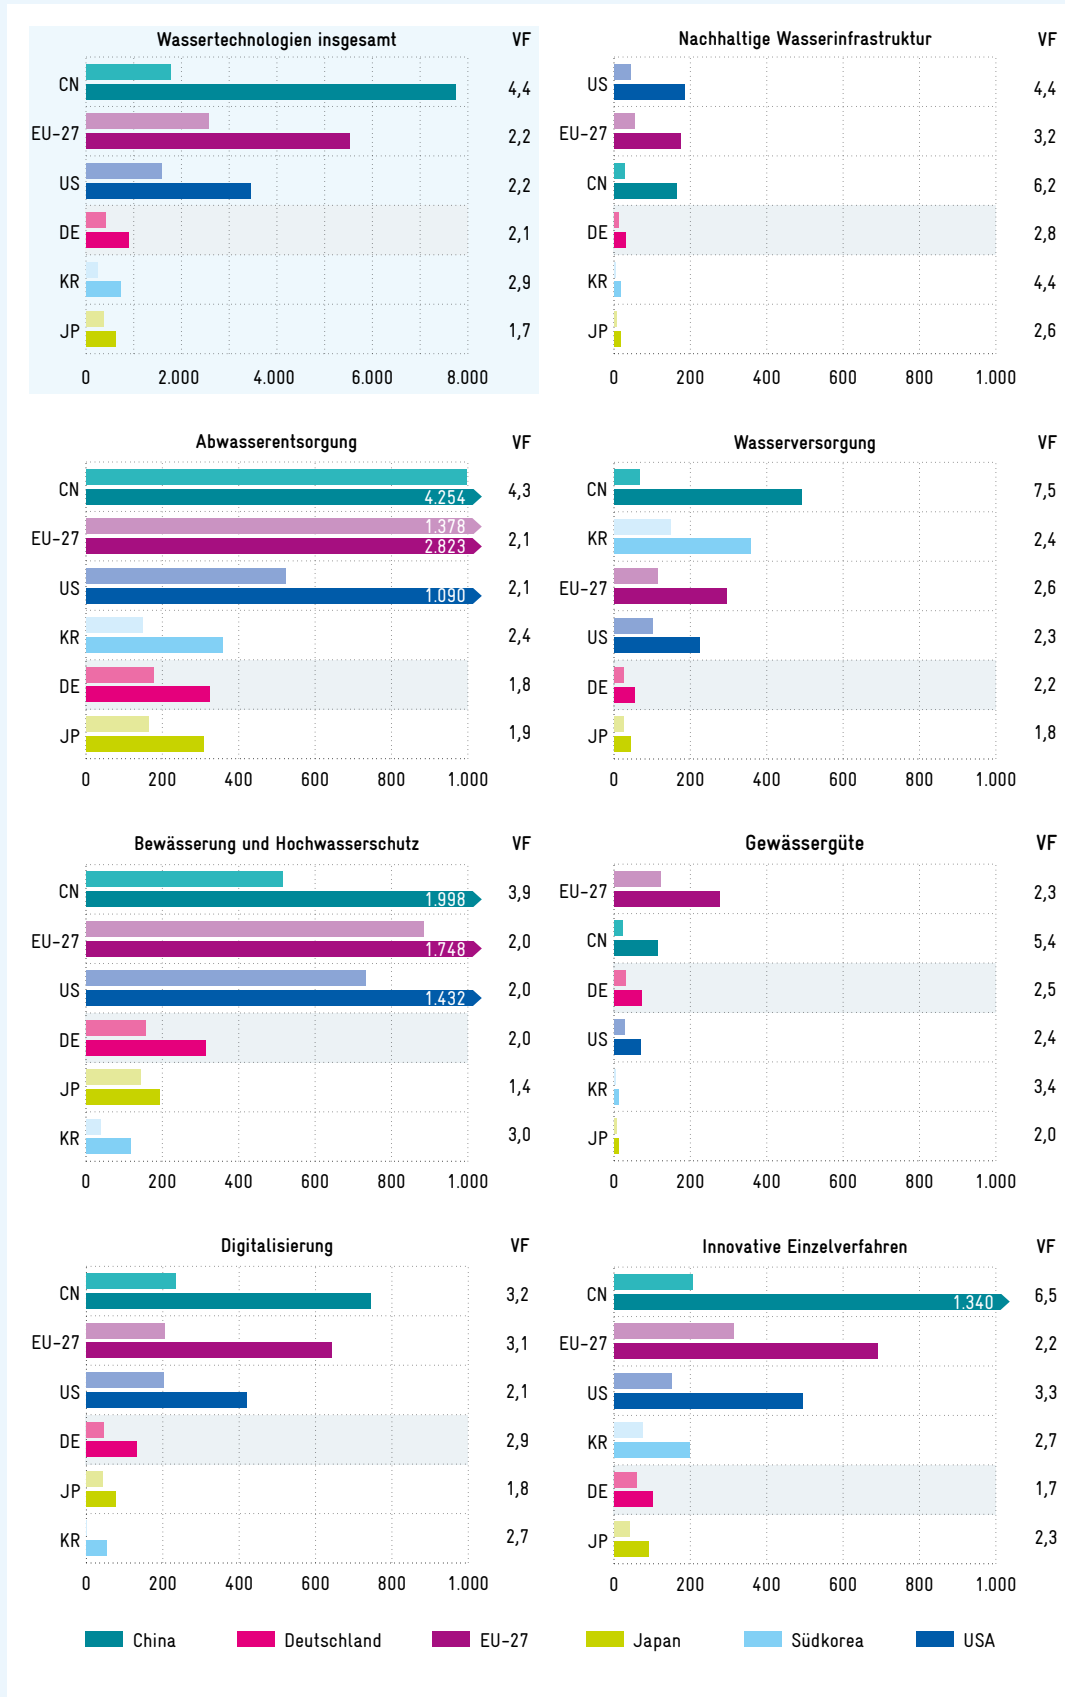 Wassertechnologien insgesamt VF
CN 4,4
EU-27 2,2
US 2,2
DE 2,1
KR 2,9
JP 1,7
0 2.000 4.000 6.000 8.000
Nachhaltige Wasserinfrastruktur VF
US 4,4
EU-27 3,2
CN 6,2
DE 2,8
KR 4,4
JP 2,6
0 200 400 600 800 1.000
Abwasserentsorgung VF
CN 4.254 4,3
EU-27 1.378 2.823 2,1
US 1.090 2,1
KR 2,4
DE 1,8
JP 1,9
0 200 400 600 800 1.000
Wasserversorgung VF
CN 7,5
KR 2,4
EU-27 2,6
US 2,3
DE 2,2
JP 1,8
0 200 400 600 800 1.000
Bewässerung und Hochwasserschutz VF
CN 1.998 3,9
EU-27 1.748 2,0
US 1.432 2,0
DE 2,0
JP 1,4
KR 3,0
0 200 400 600 800 1.000
Gewässergüte VF
EU-27 2,3
CN 5,4
DE 2,5
US 2,4
KR 3,4
JP 2,0
0 200 400 600 800 1.000
Digitalisierung VF
CN 3,2
EU-27 3,1
US 2,1
DE 2,9
JP 1,8
KR 2,7
0 200 400 600 800 1.000
Innovative Einzelverfahren VF
CN 1.340 6,5
EU-27 2,2
US 3,3
KR 2,7
DE 1,7
JP 2,3
0 200 400 600 800 1.000
China Deutschland EU-27 Japan Südkorea USA